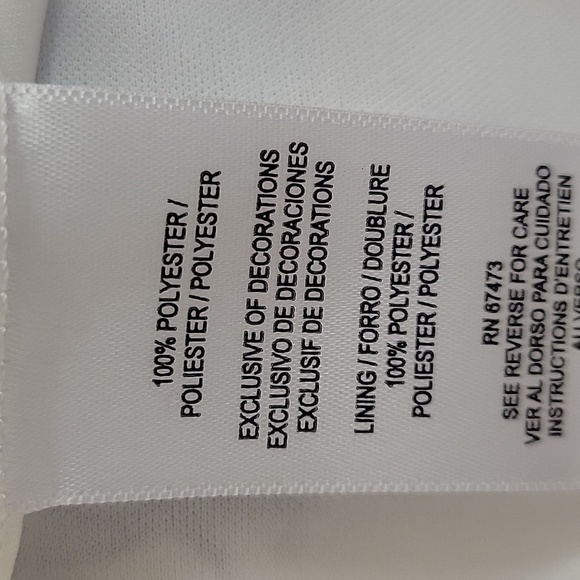 100% POLYESTER /
POLIESTER / POLYESTER
EXCLUSIVE OF DECORATIONS
EXCLUSIVO DE DECORACIONES
EXCLUSIF DE DECORATIONS
LINING / FORRO / DOUBLURE
100% POLYESTER /
POLIESTER / POLYESTER
RN 67473
SEE REVERSE FOR CARE
VER AL DORSO PARA CUIDADO
INSTRUCTIONS D'ENTRETIEN